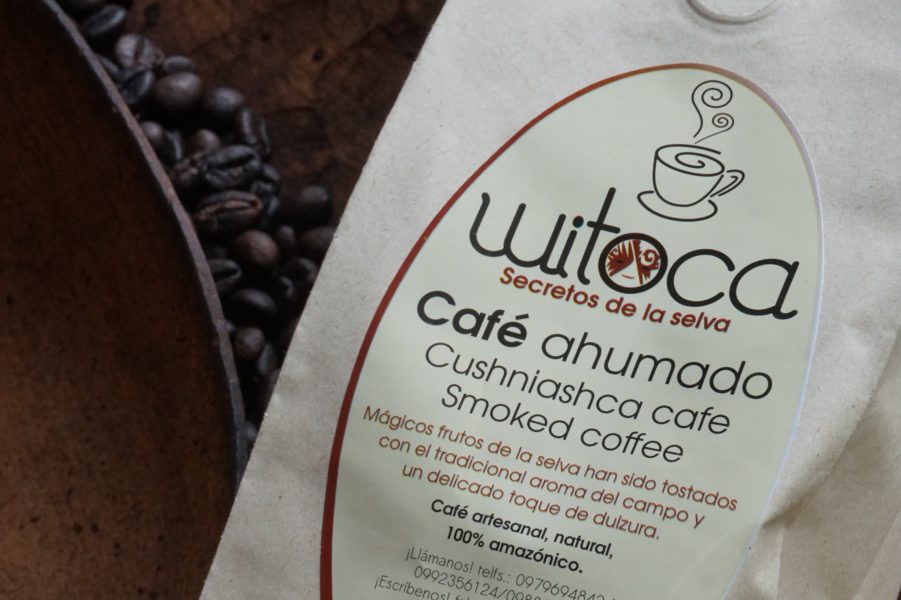 witoca
Secretos de la selva
Café ahumado
Cushniashca cafe
Smoked coffee
Mágicos frutos de la selva han sido tostados
con el tradicional aroma del campo y
un delicado toque de dulzura.
Café artesanal, natural,
100% amazónico.
¡Llámanos! telfs.: 0979694842
0992356124/
¡Escríbenos!